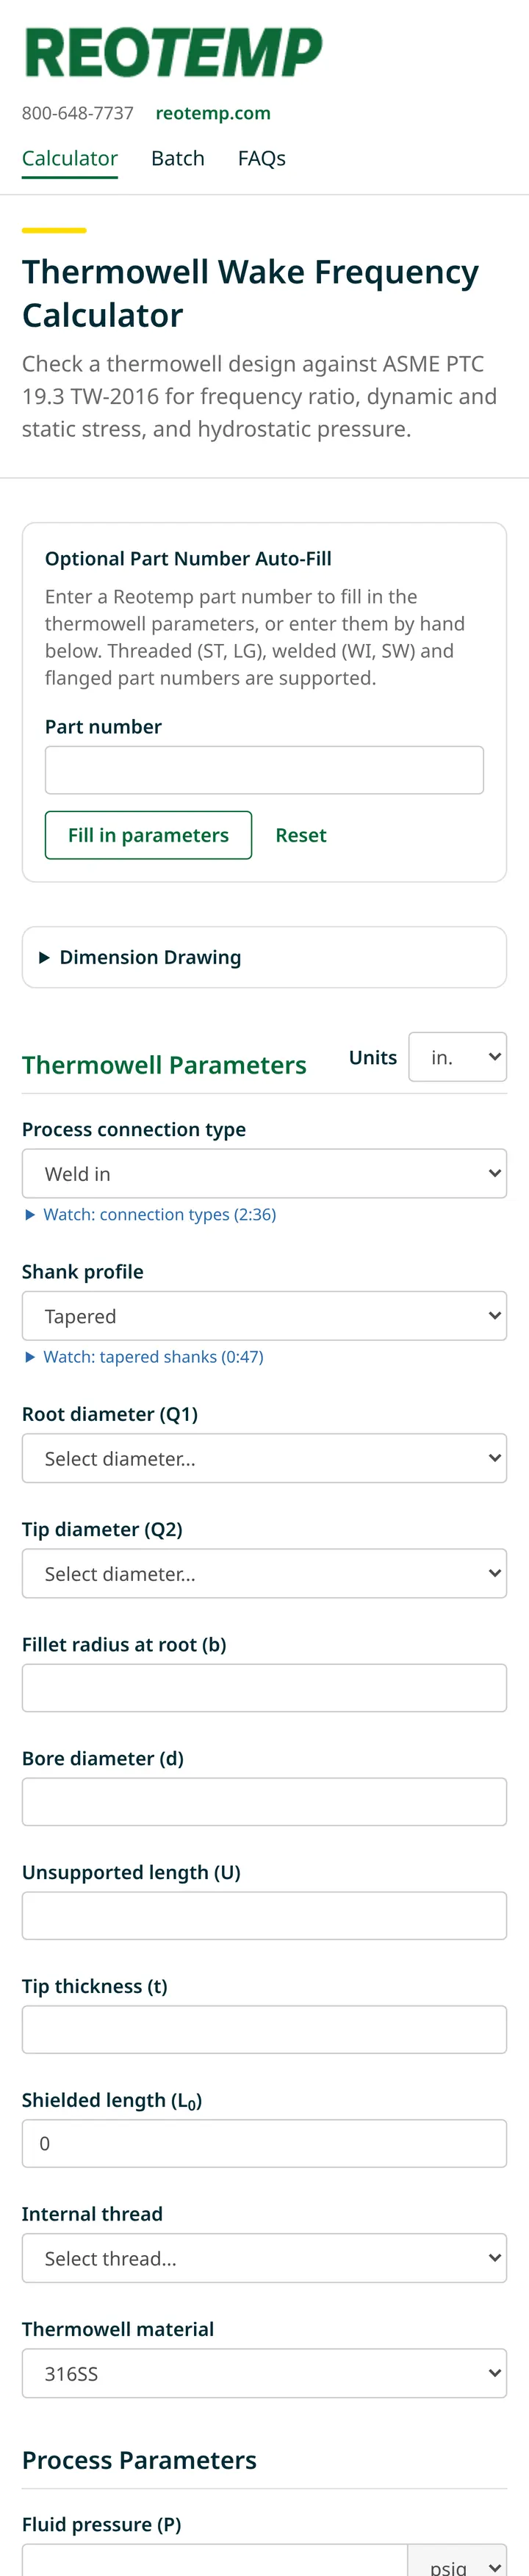 REOTEMP
800-648-7737 reotemp.com
Calculator Batch FAQs
Thermowell Wake Frequency
Calculator
Check a thermowell design against ASME PTC
19.3 TW-2016 for frequency ratio, dynamic and
static stress, and hydrostatic pressure.
Optional Part Number Auto-Fill
Enter a Reotemp part number to fill in the
thermowell parameters, or enter them by hand
below. Threaded (ST, LG), welded (WI, SW) and
flanged part numbers are supported.
Part number
Fill in parameters Reset
Dimension Drawing
Thermowell Parameters Units in.
Process connection type
Weld in
Watch: connection types (2:36)
Shank profile
Tapered
Watch: tapered shanks (0:47)
Root diameter (Q1)
Select diameter...
Tip diameter (Q2)
Select diameter...
Fillet radius at root (b)
Bore diameter (d)
Unsupported length (U)
Tip thickness (t)
Shielded length (L₀)
0
Internal thread
Select thread...
Thermowell material
316SS
Process Parameters
Fluid pressure (P)
psig